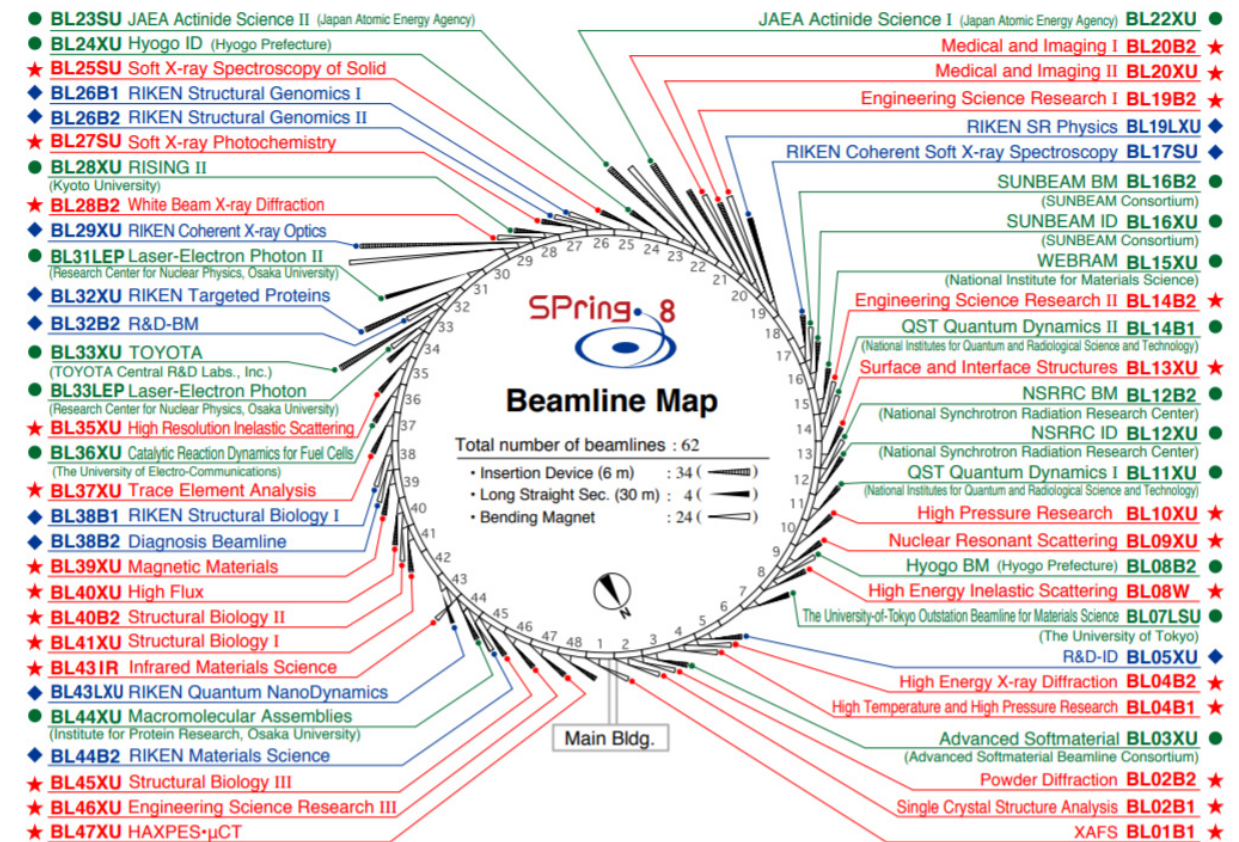 BL23SU JAEA Actinide Science II (Japan Atomic Energy Agency)
BL24XU Hyogo ID (Hyogo Prefecture)
BL25SU Soft X-ray Spectroscopy of Solid
BL26B1 RIKEN Structural Genomics I
BL26B2 RIKEN Structural Genomics II
BL27SU Soft X-ray Photochemistry
BL28XU RISING II
(Kyoto University)
BL28B2 White Beam X-ray Diffraction
BL29XU RIKEN Coherent X-ray Optics
BL31LEP Laser-Electron Photon II
(Research Center for Nuclear Physics, Osaka University)
BL32XU RIKEN Targeted Proteins
BL32B2 R&D-BM
BL33XU TOYOTA
(TOYOTA Central R&D Labs., Inc.)
BL33LEP Laser-Electron Photon
(Research Center for Nuclear Physics, Osaka University)
BL35XU High Resolution Inelastic Scattering
BL36XU Catalytic Reaction Dynamics for Fuel Cells
(The University of Electro-Communications)
BL37XU Trace Element Analysis
BL38B1 RIKEN Structural Biology I
BL38B2 Diagnosis Beamline
BL39XU Magnetic Materials
BL40XU High Flux
BL40B2 Structural Biology II
BL41XU Structural Biology I
BL43IR Infrared Materials Science
BL43LXU RIKEN Quantum NanoDynamics
BL44XU Macromolecular Assemblies
(Institute for Protein Research, Osaka University)
BL44B2 RIKEN Materials Science
BL45XU Structural Biology III
BL46XU Engineering Science Research III
BL47XU HAXPES•µCT
JAEA Actinide Science I (Japan Atomic Energy Agency) BL22XU
Medical and Imaging I BL20B2
Medical and Imaging II BL20XU
Engineering Science Research I BL19B2
RIKEN SR Physics BL19LXU
RIKEN Coherent Soft X-ray Spectroscopy BL17SU
SUNBEAM BM BL16B2
(SUNBEAM Consortium)
SUNBEAM ID BL16XU
(SUNBEAM Consortium)
WEBRAM BL15XU
(National Institute for Materials Science)
Engineering Science Research II BL14B2
QST Quantum Dynamics II BL14B1
(National Institutes for Quantum and Radiological Science and Technology)
Surface and Interface Structures BL13XU
NSRRC BM BL12B2
(National Synchrotron Radiation Research Center)
NSRRC ID BL12XU
(National Synchrotron Radiation Research Center)
QST Quantum Dynamics I BL11XU
(National Institutes for Quantum and Radiological Science and Technology)
High Pressure Research BL10XU
Nuclear Resonant Scattering BL09XU
Hyogo BM (Hyogo Prefecture) BL08B2
High Energy Inelastic Scattering BL08W
The University-of-Tokyo Outstation Beamline for Materials Science BL07LSU
(The University of Tokyo)
R&D-ID BL05XU
High Energy X-ray Diffraction BL04B2
High Temperature and High Pressure Research BL04B1
Advanced Softmaterial BL03XU
(Advanced Softmaterial Beamline Consortium)
Powder Diffraction BL02B2
Single Crystal Structure Analysis BL02B1
XAFS BL01B1
SPring-8
Beamline Map
Total number of beamlines : 62
• Insertion Device (6 m) : 34 ( )
• Long Straight Sec. (30 m) : 4 ( )
• Bending Magnet : 24 ( )
N
1
2
3
4
5
6
7
8
9
10
11
12
13
14
15
16
17
18
19
20
21
22
23
24
25
26
27
28
29
30
31
32
33
34
35
36
37
38
39
40
41
42
43
44
45
46
47
48
Main Bldg.